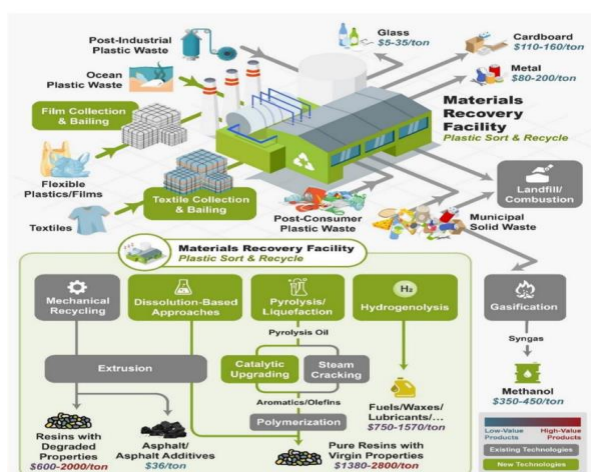 Post-Industrial
Plastic Waste
Glass
$5-35/ton
Cardboard
$110-160/ton
Ocean
Plastic Waste
Metal
$80-200/ton
Film Collection
& Bailing
Materials
Recovery
Facility
Plastic Sort & Recycle
Flexible
Plastics/Films
Textile Collection
& Bailing
Landfill/
Combustion
Textiles
Post-Consumer
Plastic Waste
Municipal
Solid Waste
Materials Recovery Facility
Plastic Sort & Recycle
Mechanical
Recycling
Dissolution-Based
Approaches
Pyrolysis/
Liquefaction
H₂
Hydrogenolysis
Gasification
Pyrolysis Oil
Syngas
Extrusion
Catalytic
Upgrading
Steam
Cracking
Aromatics/Olefins
Polymerization
Fuels/Waxes/
Lubricants/...
$750-1570/ton
Methanol
$350-450/ton
Resins with
Degraded
Properties
$600-2000/ton
Asphalt/
Asphalt Additives
$36/ton
Pure Resins with
Virgin Properties
$1380-2800/ton
Low-Value
Products
High-Value
Products
Existing Technologies
New Technologies